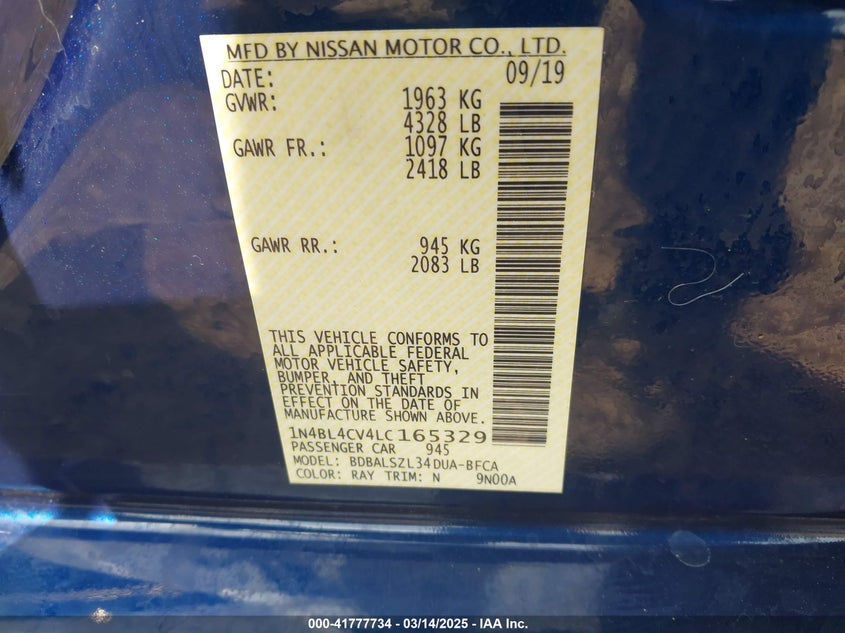 MFD BY NISSAN MOTOR CO., LTD.
DATE: 09/19
GVWR: 1963 KG
4328 LB
GAWR FR.: 1097 KG
2418 LB
GAWR RR.: 945 KG
2083 LB
THIS VEHICLE CONFORMS TO
ALL APPLICABLE FEDERAL
MOTOR VEHICLE SAFETY,
BUMPER, AND THEFT
PREVENTION STANDARDS IN
EFFECT ON THE DATE OF
MANUFACTURE SHOWN ABOVE.
1N4BL4CV4LC165329
PASSENGER CAR 945
MODEL: BDBALSZL34DUA-BFCA
COLOR: RAY TRIM: N 9N00A
000-41777734 - 03/14/2025 - IAA Inc.